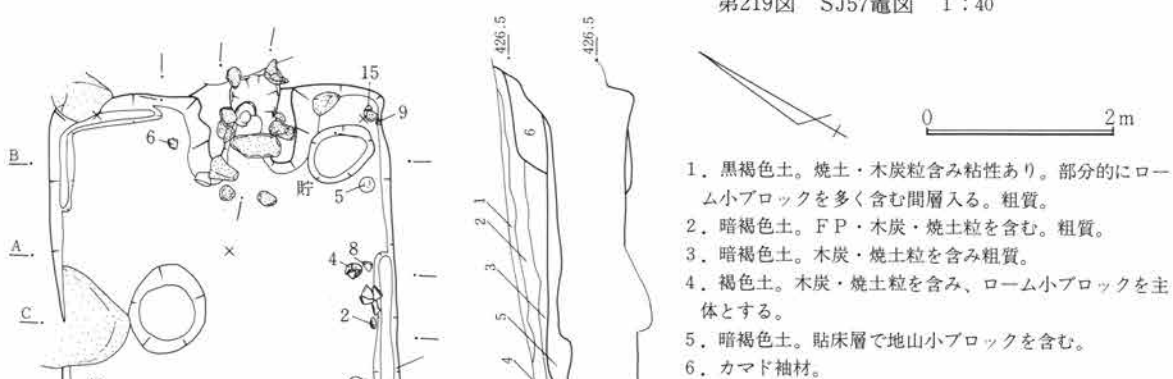 第219図 SJ57竈図 1:40
426.5
426.5
15
9
6
B
貯
5
A
8
4
C
2
6
1
2
3
5
4
0 2m
1．黒褐色土。焼土・木炭粒含み粘性あり。部分的にロー
ム小ブロックを多く含む間層入る。粗質。
2．暗褐色土。FP・木炭・焼土粒を含む。粗質。
3．暗褐色土。木炭・焼土粒を含み粗質。
4．褐色土。木炭・焼土粒を含み、ローム小ブロックを主
体とする。
5．暗褐色土。貼床層で地山小ブロックを含む。
6．カマド袖材。